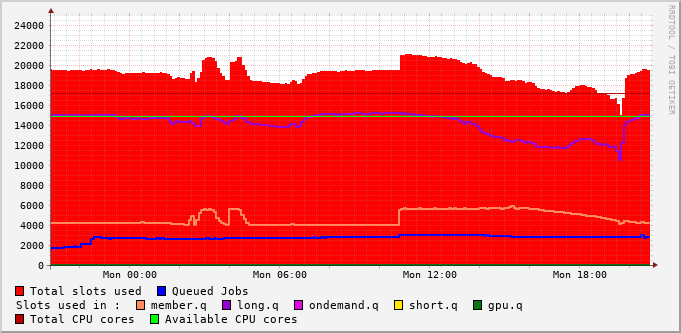 24000
22000
20000
18000
16000
14000
12000
10000
8000
6000
4000
2000
0
Mon 00:00 Mon 06:00 Mon 12:00 Mon 18:00
RRDTOOL / TOBI OETIKER
Total slots used Queued Jobs
Slots used in : member.q long.q ondemand.q short.q gpu.q
Total CPU cores Available CPU cores